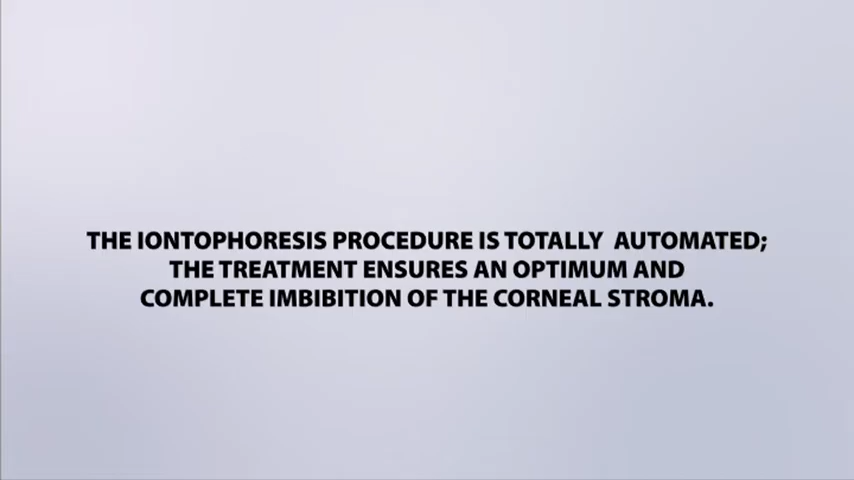 THE IONTOPHORESIS PROCEDURE IS TOTALLY  AUTOMATED;
THE TREATMENT ENSURES AN OPTIMUM AND
COMPLETE IMBIBITION OF THE CORNEAL STROMA.